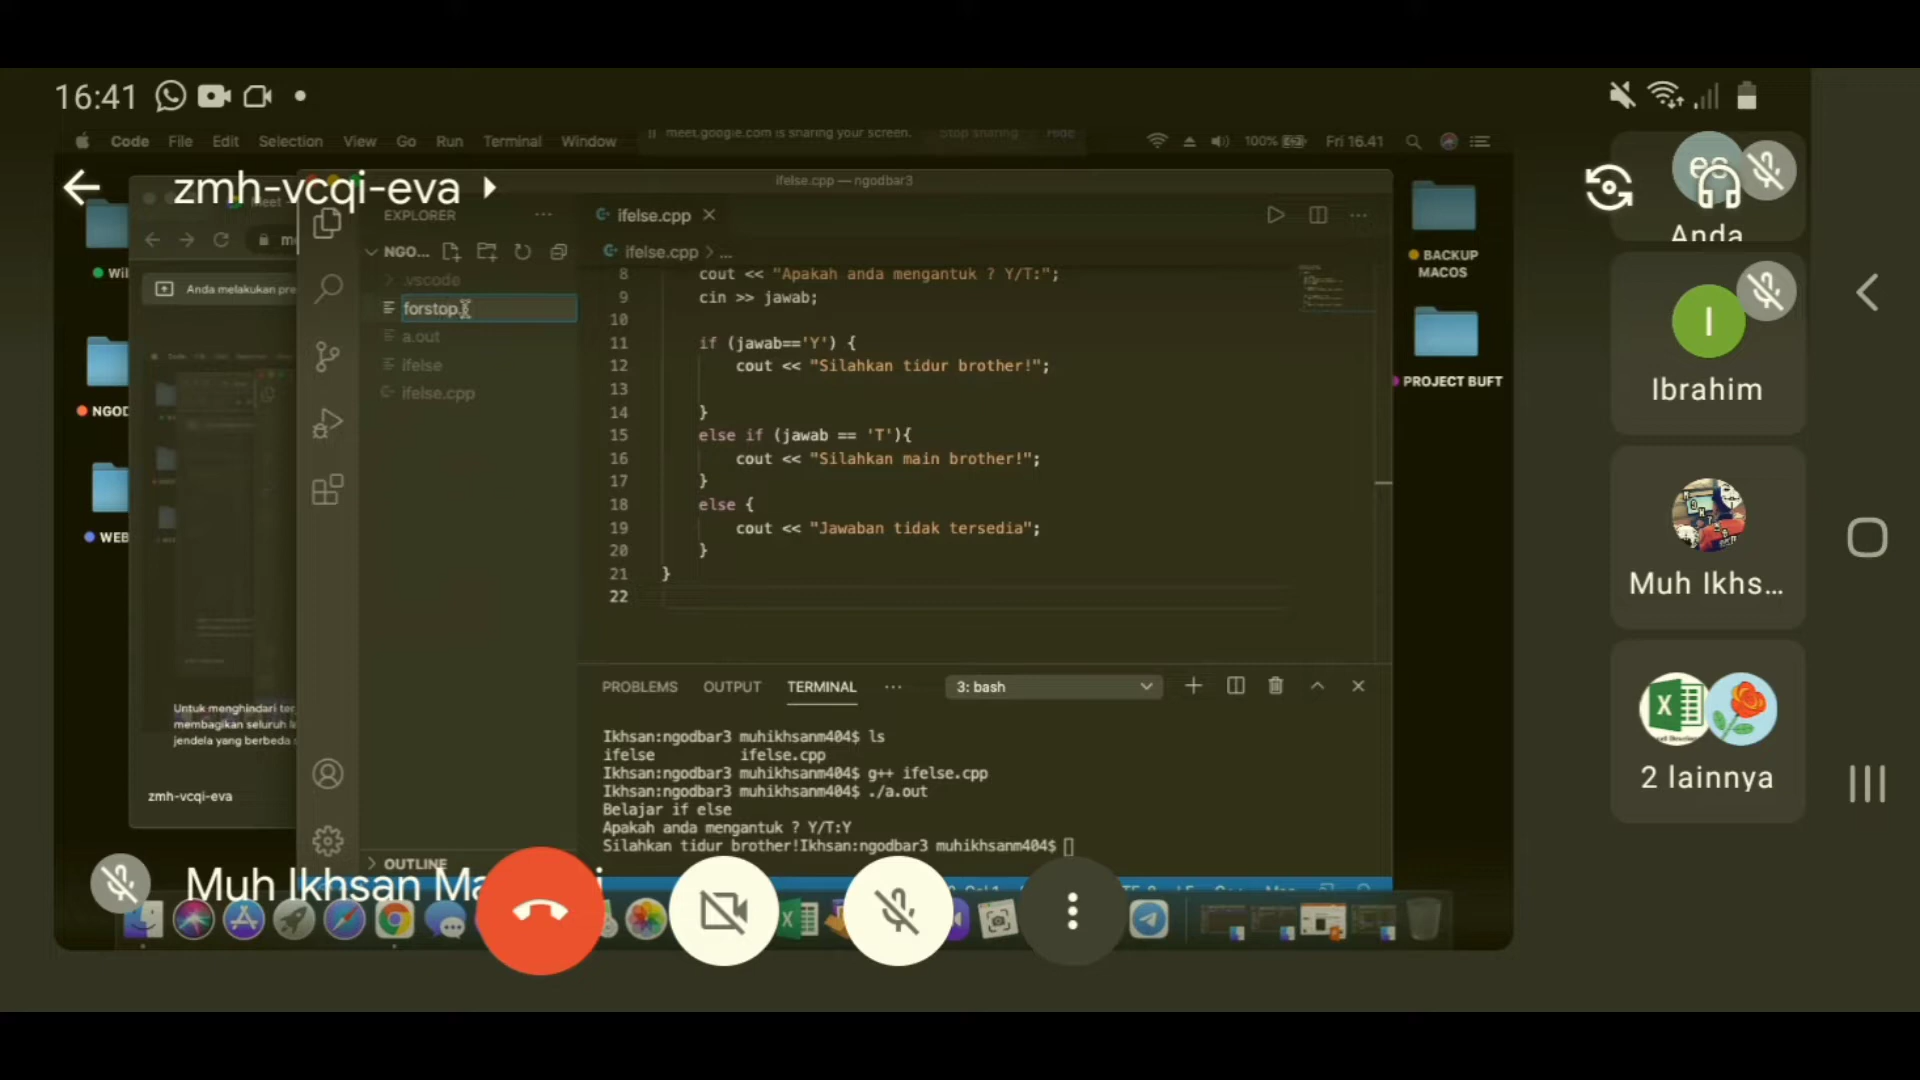 16:41
Code File Edit Selection View Go Run Terminal Window
meet.google.com is sharing your screen. Stop sharing Hide
100% Fri 16.41
zmh-vcqi-eva
ifelse.cpp — ngodbar3
EXPLORER
ifelse.cpp
NGO...
ifelse.cpp > ...
.vscode
forstop.
a.out
ifelse
ifelse.cpp
8 cout << "Apakah anda mengantuk ? Y/T:";
9 cin >> jawab;
10
11 if (jawab=='Y') {
12 cout << "Silahkan tidur brother!";
13
14 }
15 else if (jawab == 'T'){
16 cout << "Silahkan main brother!";
17 }
18 else {
19 cout << "Jawaban tidak tersedia";
20 }
21 }
22
PROBLEMS OUTPUT TERMINAL ... 3: bash
Ikhsan:ngodbar3 muhikhsanm404$ ls
ifelse ifelse.cpp
Ikhsan:ngodbar3 muhikhsanm404$ g++ ifelse.cpp
Ikhsan:ngodbar3 muhikhsanm404$ ./a.out
Belajar if else
Apakah anda mengantuk ? Y/T:Y
Silahkan tidur brother!Ikhsan:ngodbar3 muhikhsanm404$
OUTLINE
Meet
Anda melakukan pre
Untuk menghindari
membagikan seluruh
jendela yang berbeda
zmh-vcqi-eva
NGOD
WEB
BACKUP
MACOS
PROJECT BUFT
Muh Ikhsan Ma
es
Anda
I
Ibrahim
Muh Ikhs...
X
2 lainnya